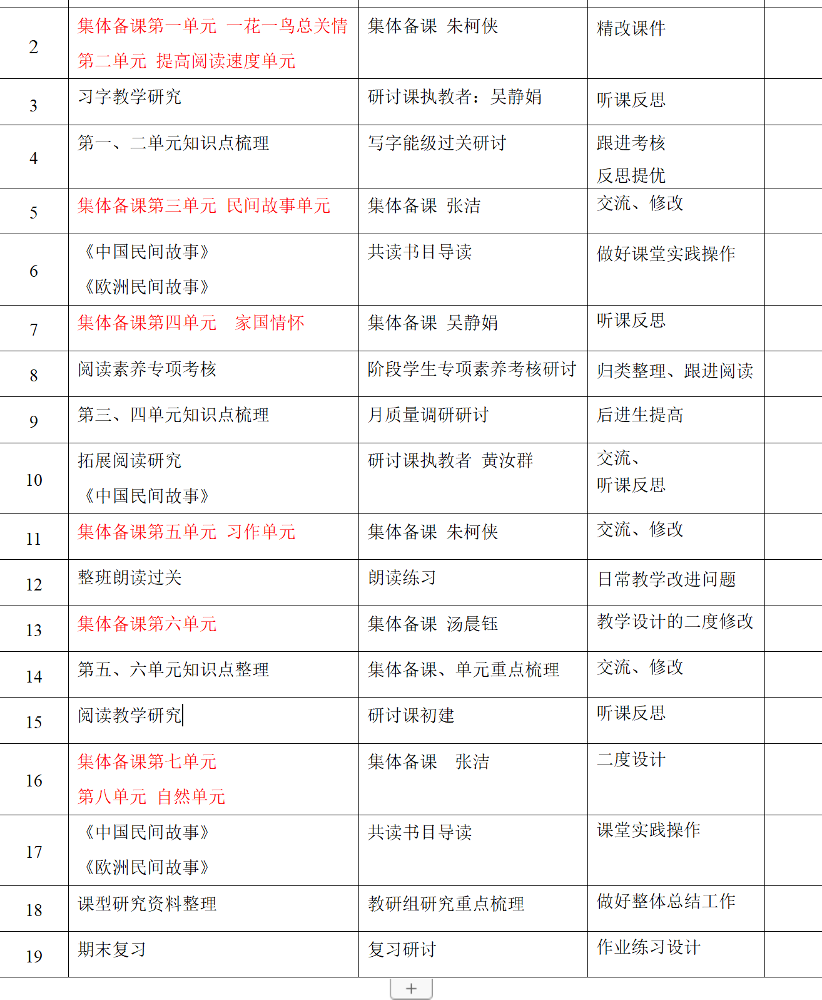 2
集体备课第一单元 一花一鸟总关情
第二单元 提高阅读速度单元
集体备课 朱柯侠
精改课件
3
习字教学研究
研讨课执教者：吴静娟
听课反思
4
第一、二单元知识点梳理
写字能级过关研讨
跟进考核
反思提优
5
集体备课第三单元 民间故事单元
集体备课 张洁
交流、修改
6
《中国民间故事》
《欧洲民间故事》
共读书目导读
做好课堂实践操作
7
集体备课第四单元 家国情怀
集体备课 吴静娟
听课反思
8
阅读素养专项考核
阶段学生专项素养考核研讨
归类整理、跟进阅读
9
第三、四单元知识点梳理
月质量调研研讨
后进生提高
10
拓展阅读研究
《中国民间故事》
研讨课执教者 黄汝群
交流、
听课反思
11
集体备课第五单元 习作单元
集体备课 朱柯侠
交流、修改
12
整班朗读过关
朗读练习
日常教学改进问题
13
集体备课第六单元
集体备课 汤晨钰
教学设计的二度修改
14
第五、六单元知识点整理
集体备课、单元重点梳理
交流、修改
15
阅读教学研究
研讨课初建
听课反思
16
集体备课第七单元
第八单元 自然单元
集体备课 张洁
二度设计
17
《中国民间故事》
《欧洲民间故事》
共读书目导读
课堂实践操作
18
课型研究资料整理
教研组研究重点梳理
做好整体总结工作
19
期末复习
复习研讨
作业练习设计